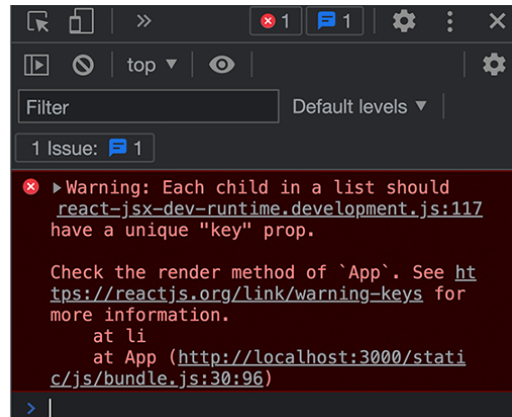 » 1 1
top ▼
Filter Default levels ▼
1 Issue: 1
▶Warning: Each child in a list should
react-jsx-dev-runtime.development.js:117
have a unique "key" prop.
Check the render method of `App`. See ht
tps://reactjs.org/link/warning-keys for
more information.
at li
at App (http://localhost:3000/stati
c/js/bundle.js:30:96)
>